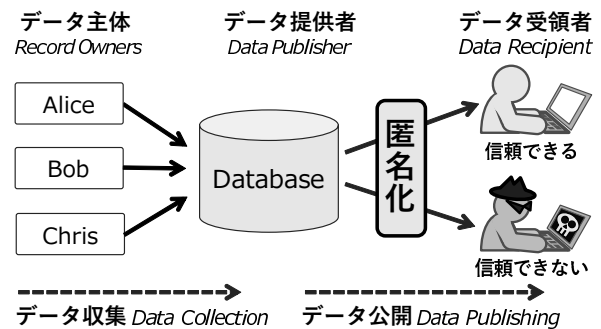 データ主体
Record Owners
データ提供者
Data Publisher
データ受領者
Data Recipient
Alice
Bob
Chris
Database
匿名化
信頼できる
信頼できない
データ収集 Data Collection
データ公開 Data Publishing